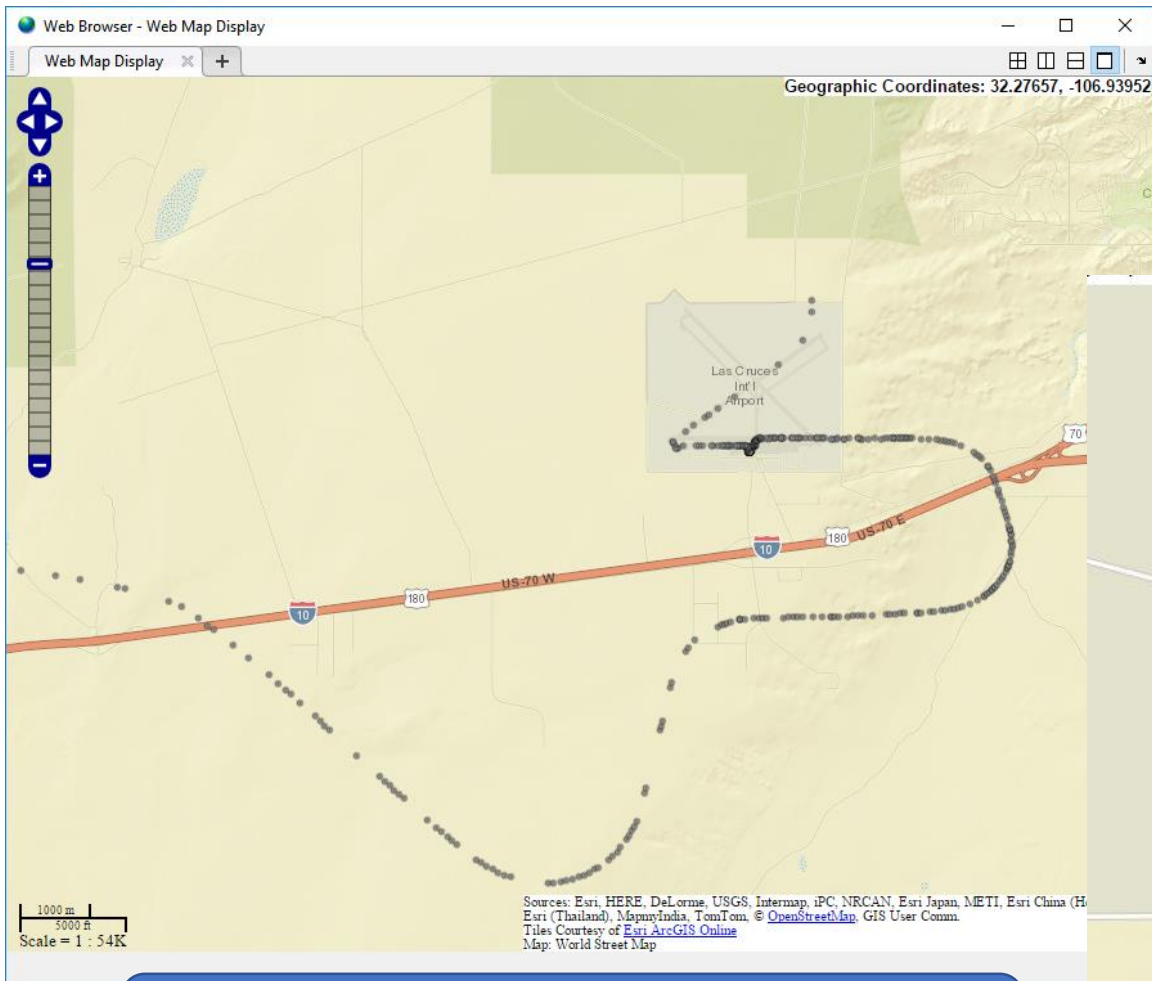 Web Browser - Web Map Display
Web Map Display
Geographic Coordinates: 32.27657, -106.93952
C
Las Cruces
Int'l
Airport
70
US-70 E
180
10
US-70 W
180
10
1000 m
5000 ft
Scale = 1 : 54K
Sources: Esri, HERE, DeLorme, USGS, Intermap, iPC, NRCAN, Esri Japan, METI, Esri China (H
Esri (Thailand), MapmyIndia, TomTom, © OpenStreetMap, GIS User Comm.
Tiles Courtesy of Esri ArcGIS Online
Map: World Street Map